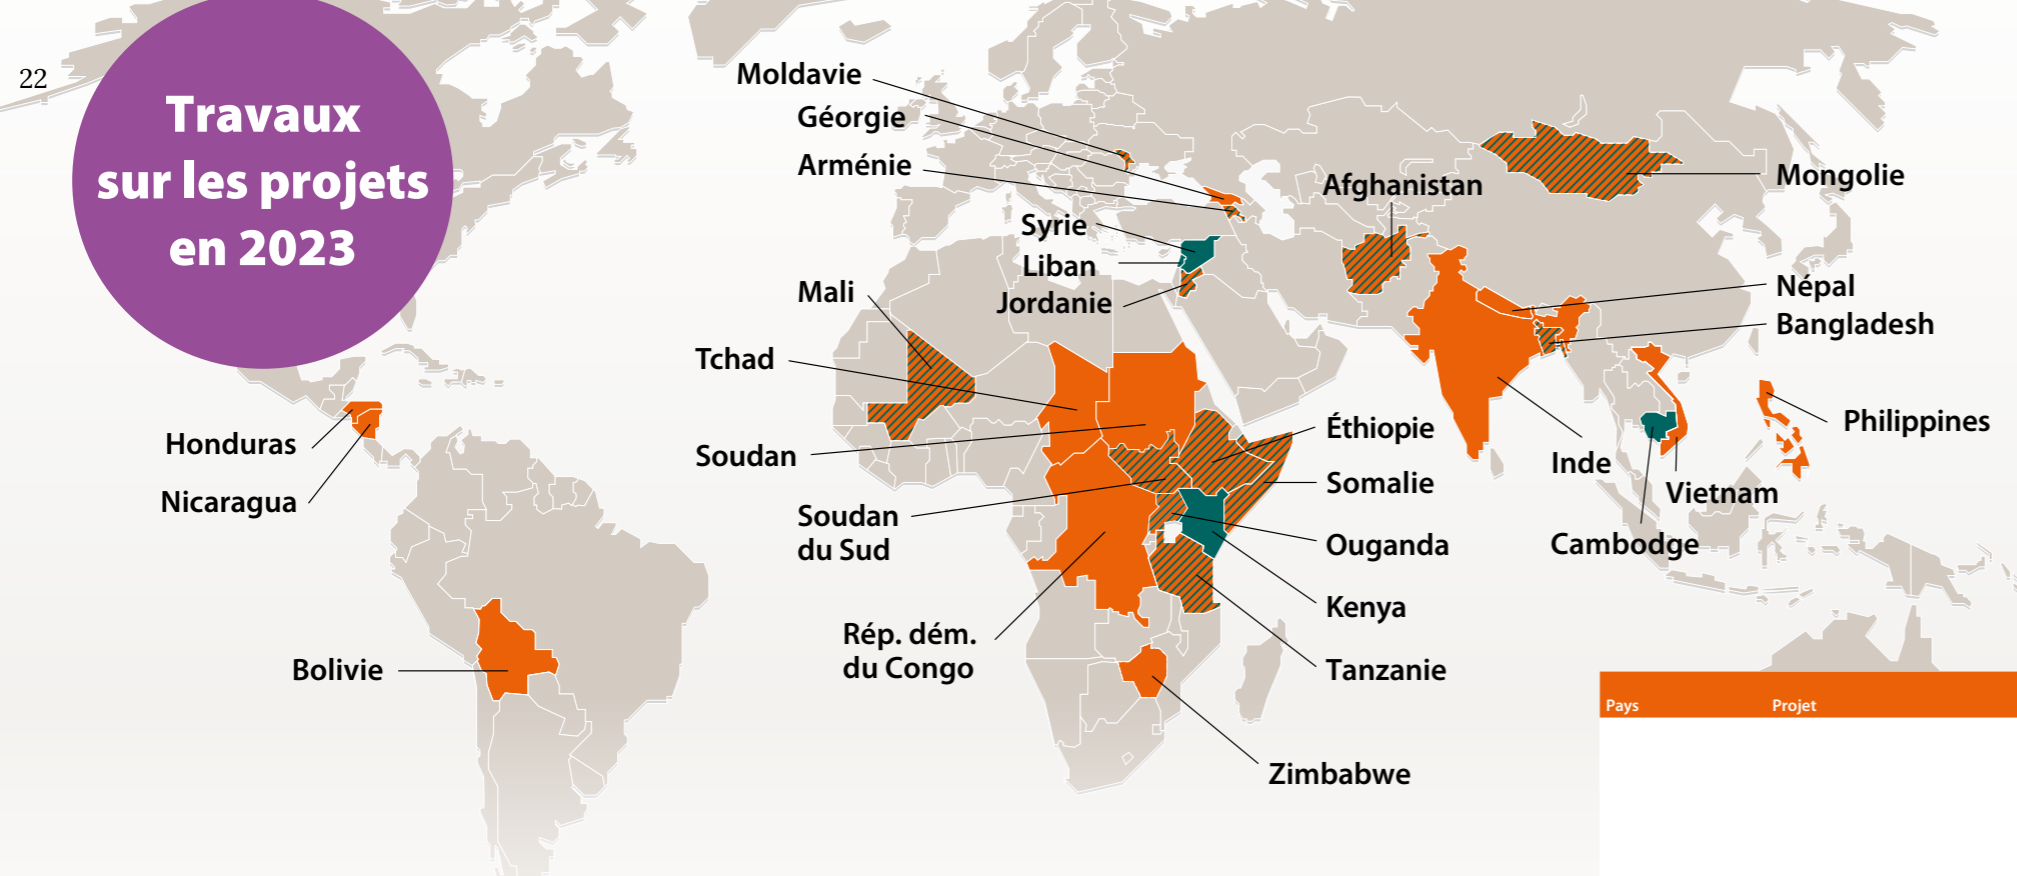 22
Travaux
sur les projets
en 2023
Moldavie
Géorgie
Arménie
Syrie
Liban
Jordanie
Mali
Tchad
Soudan
Soudan
du Sud
Rép. dém.
du Congo
Honduras
Nicaragua
Bolivie
Afghanistan
Mongolie
Népal
Bangladesh
Philippines
Inde
Vietnam
Cambodge
Éthiopie
Somalie
Ouganda
Kenya
Tanzanie
Zimbabwe
Pays Projet